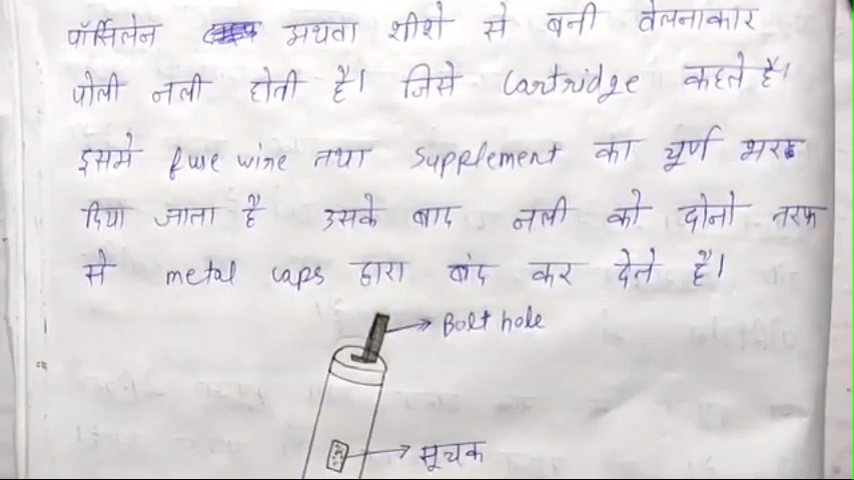 पॉर्सिलेन अथवा शीशे से बनी बेलनाकार
पोली नली होती है। जिसे Cartridge कहते है।
इसमे fuse wire तथा Supplement का चूर्ण भर
दिया जाता है उसके बाद नली को दोनो तरफ
से metal caps द्वारा बंद कर देते है।
Bolt hole
सूचक